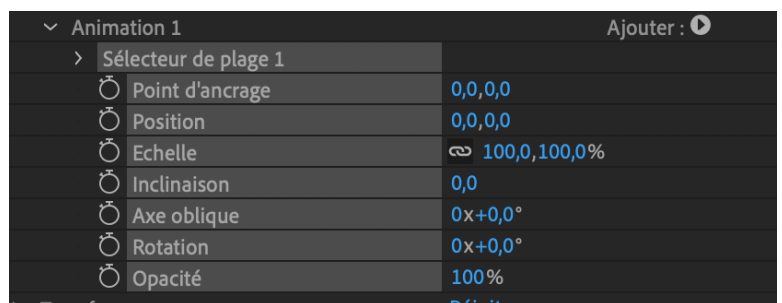 Animation 1 Ajouter :
Sélecteur de plage 1
Point d'ancrage 0,0,0,0
Position 0,0,0,0
Echelle 100,0,100,0%
Inclinaison 0,0
Axe oblique 0x+0,0°
Rotation 0x+0,0°
Opacité 100%